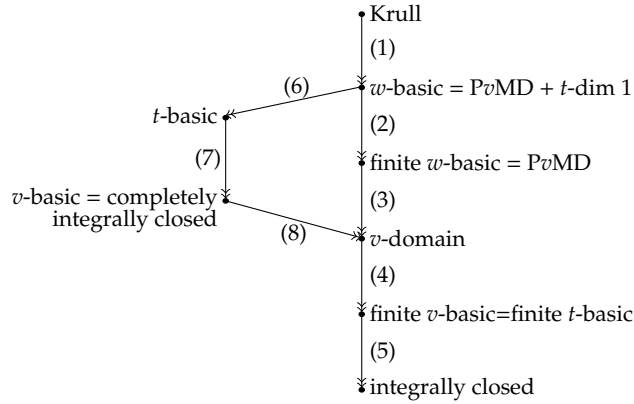 Krull
(1)
(6)
w-basic = PvMD + t-dim 1
t-basic
(2)
(7)
finite w-basic = PvMD
v-basic = completely
integrally closed
(3)
(8)
v-domain
(4)
finite v-basic=finite t-basic
(5)
integrally closed